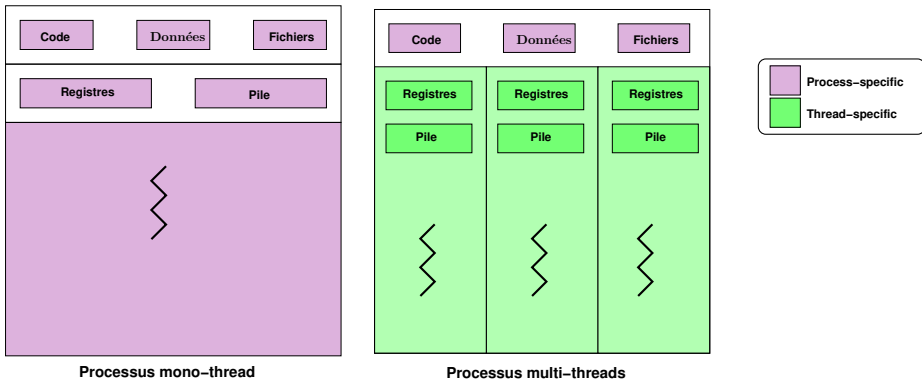 Code Données Fichiers
Registres Pile
Processus mono-thread
Code Données Fichiers
Registres Registres Registres
Pile Pile Pile
Processus multi-threads
Process-specific
Thread-specific